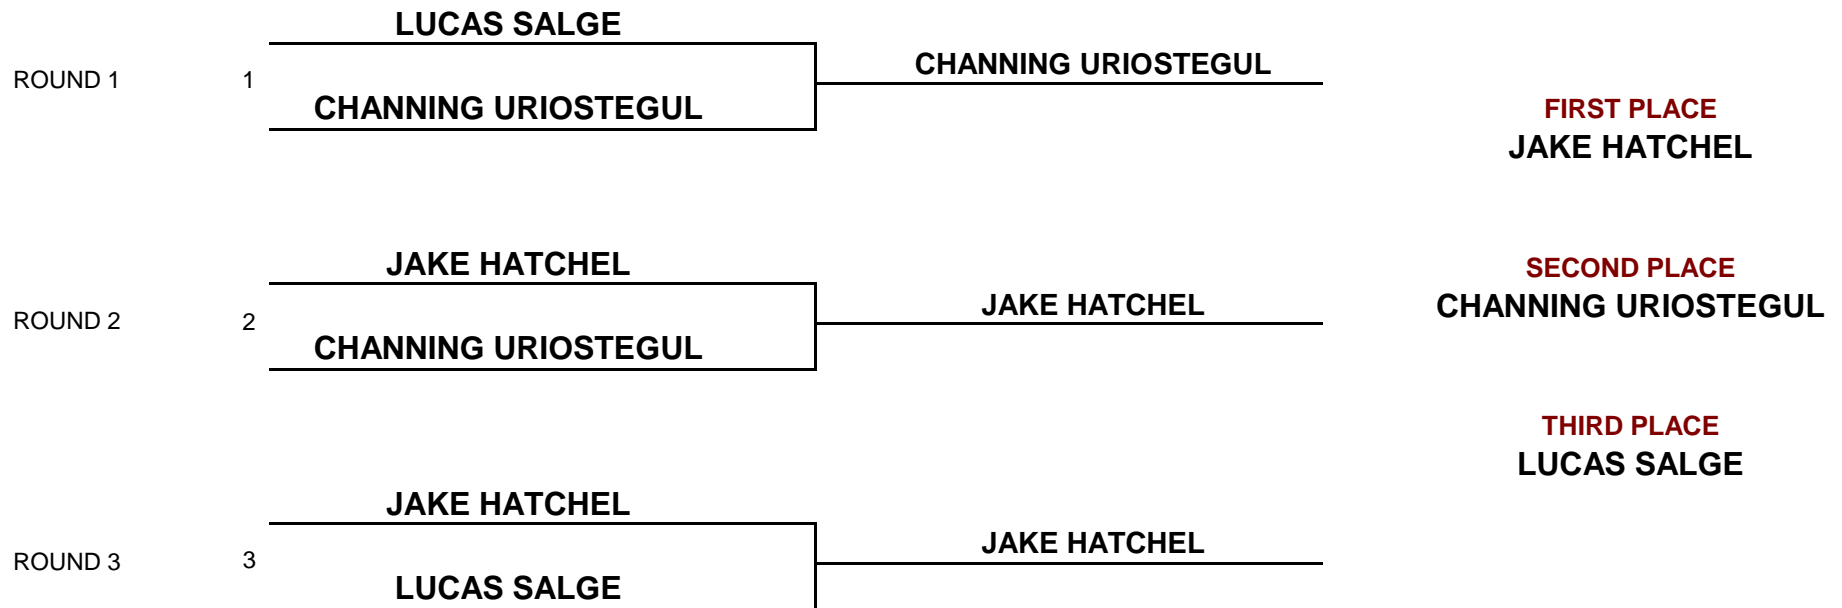 LUCAS SALGE
ROUND 1 1 CHANNING URIOSTEGUL
CHANNING URIOSTEGUL
FIRST PLACE
JAKE HATCHEL
JAKE HATCHEL
ROUND 2 2 JAKE HATCHEL
CHANNING URIOSTEGUL
SECOND PLACE
CHANNING URIOSTEGUL
THIRD PLACE
LUCAS SALGE
JAKE HATCHEL
ROUND 3 3 JAKE HATCHEL
LUCAS SALGE